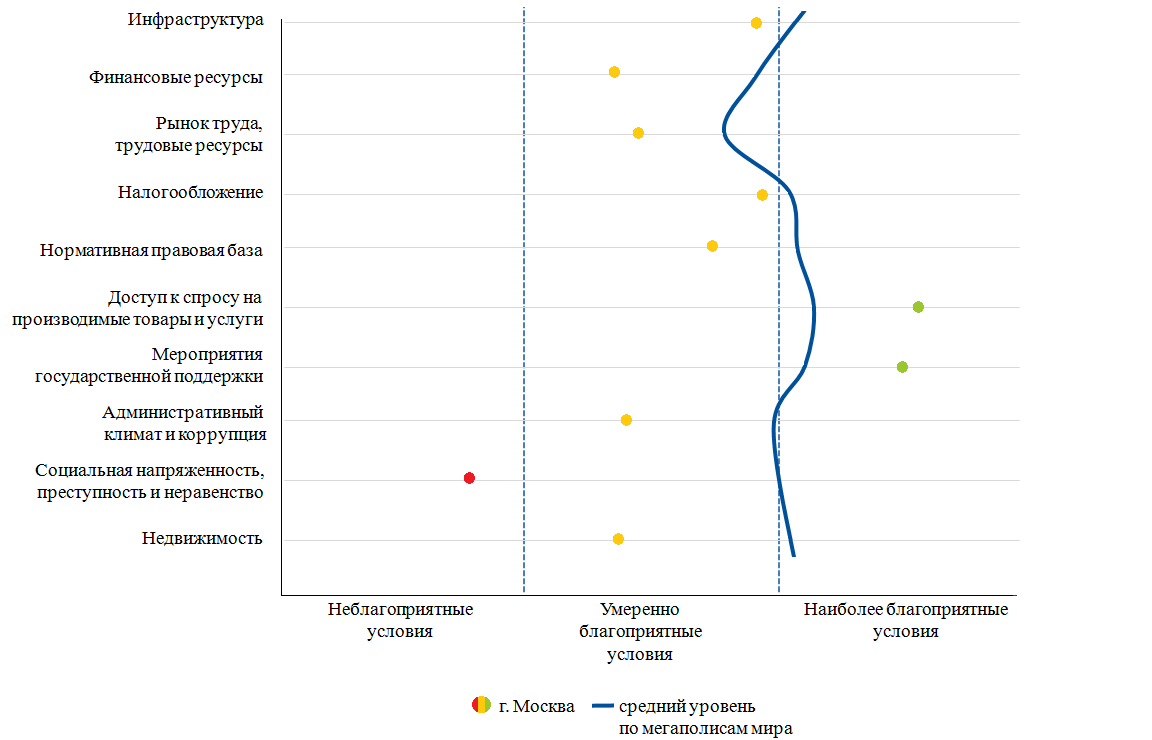 Инфраструктура
Финансовые ресурсы
Рынок труда,
трудовые ресурсы
Налогообложение
Нормативная правовая база
Доступ к спросу на
производимые товары и услуги
Мероприятия
государственной поддержки
Административный
климат и коррупция
Социальная напряженность,
преступность и неравенство
Недвижимость
Неблагоприятные
условия
Умеренно
благоприятные
условия
Наиболее благоприятные
условия
г. Москва
средний уровень
по мегаполисам мира